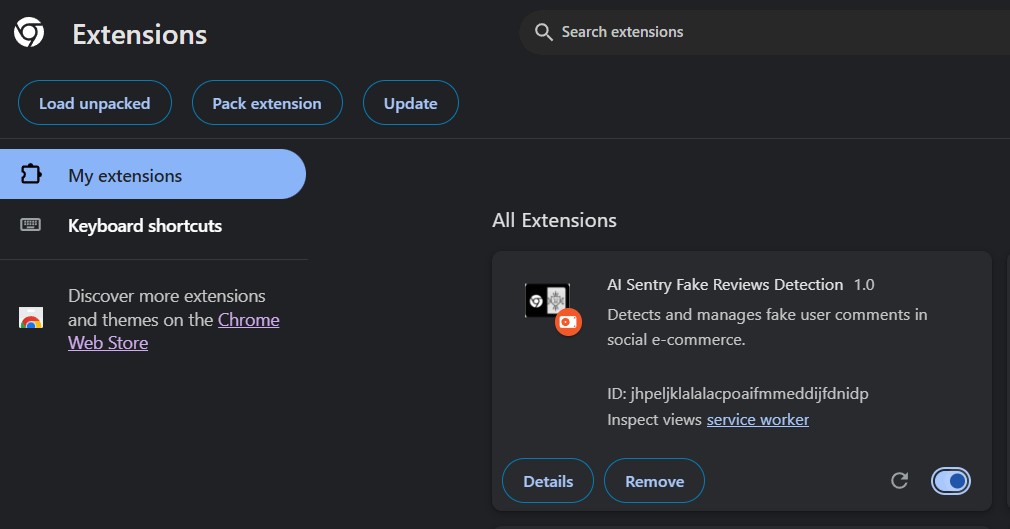 Extensions
Search extensions
Load unpacked
Pack extension
Update
My extensions
Keyboard shortcuts
Discover more extensions
and themes on the Chrome
Web Store
All Extensions
AI Sentry Fake Reviews Detection 1.0
Detects and manages fake user comments in
social e-commerce.
ID: jhpeljklalalacpoaifmmeddijfdnidp
Inspect views service worker
Details
Remove